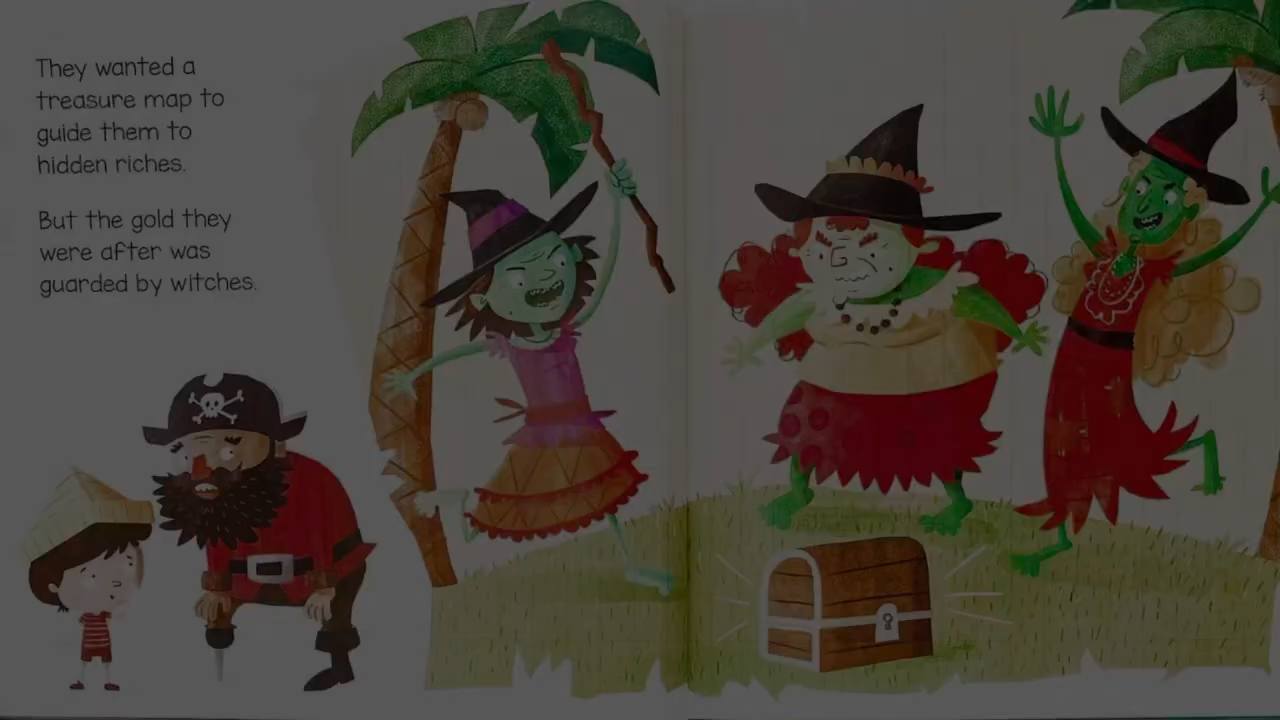 They wanted a
treasure map to
guide them to
hidden riches.
But the gold they
were after was
guarded by witches.